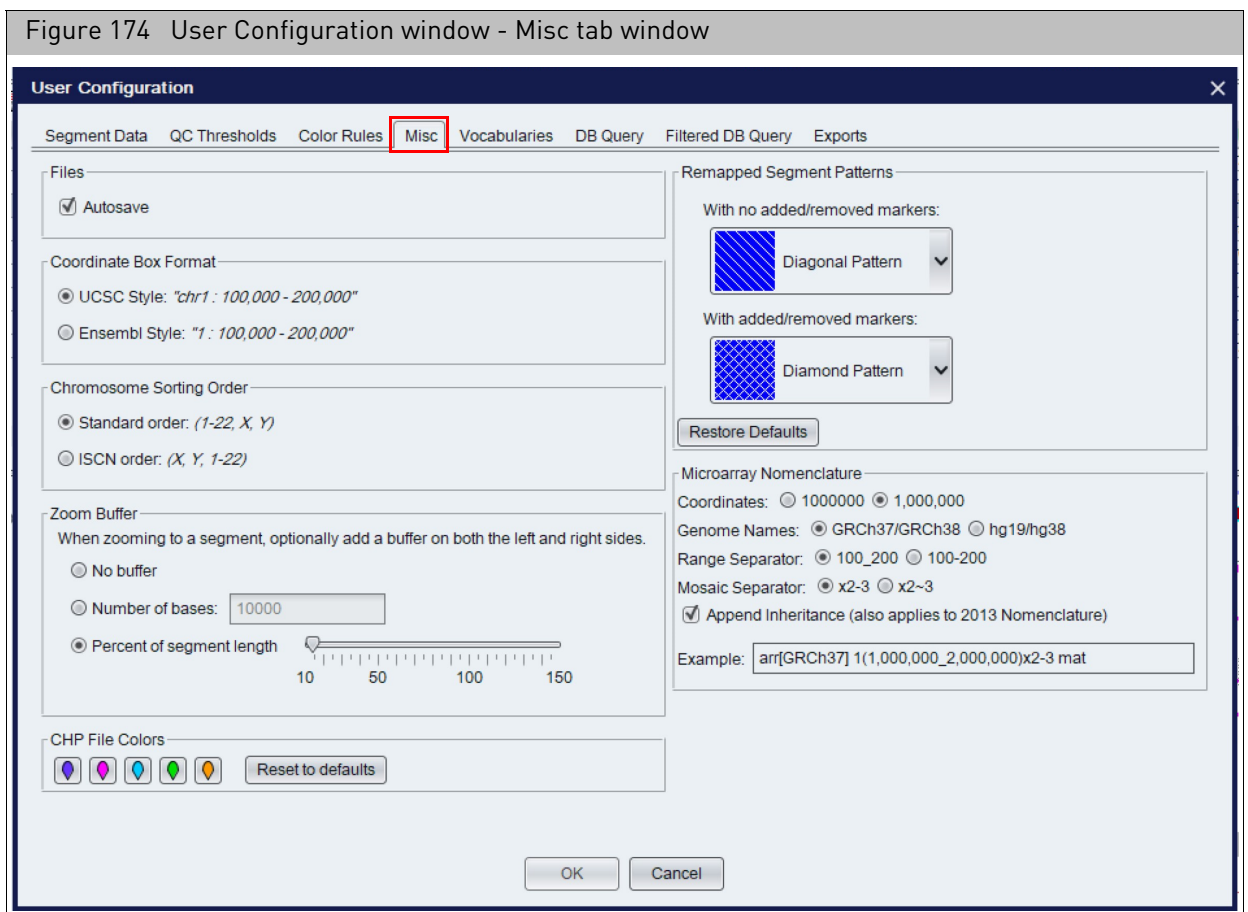 Figure 174 User Configuration window - Misc tab window
User Configuration
Segment Data QC Thresholds Color Rules Misc Vocabularies DB Query Filtered DB Query Exports
Files
Autosave
Coordinate Box Format
UCSC Style: "chr1 : 100,000 - 200,000"
Ensembl Style: "1 : 100,000 - 200,000"
Chromosome Sorting Order
Standard order: (1-22, X, Y)
ISCN order: (X, Y, 1-22)
Zoom Buffer
When zooming to a segment, optionally add a buffer on both the left and right sides.
No buffer
Number of bases: 10000
Percent of segment length
10 50 100 150
CHP File Colors
Reset to defaults
Remapped Segment Patterns
With no added/removed markers:
Diagonal Pattern
With added/removed markers:
Diamond Pattern
Restore Defaults
Microarray Nomenclature
Coordinates: 1000000 1,000,000
Genome Names: GRCh37/GRCh38 hg19/hg38
Range Separator: 100_200 100-200
Mosaic Separator: x2-3 x2~3
Append Inheritance (also applies to 2013 Nomenclature)
Example: arr[GRCh37] 1(1,000,000_2,000,000)x2-3 mat
OK Cancel